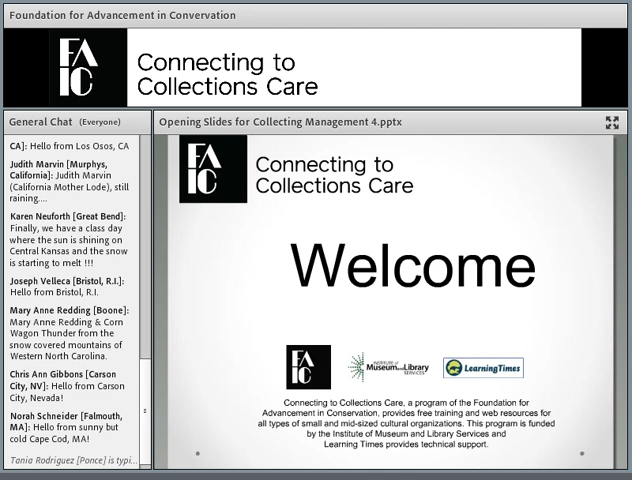 Foundation for Advancement in Convervation
FA
IC
Connecting to
Collections Care
General Chat (Everyone)
CA]: Hello from Los Osos, CA
Judith Marvin [Murphys,
California]: Judith Marvin
(California Mother Lode), still
raining....
Karen Neuforth [Great Bend]:
Finally, we have a class day
where the sun is shining on
Central Kansas and the snow
is starting to melt !!!
Joseph Velleca [Bristol, R.I.]:
Hello from Bristol, R.I.
Mary Anne Redding [Boone]:
Mary Anne Redding & Corn
Wagon Thunder from the
snow covered mountains of
Western North Carolina.
Chris Ann Gibbons [Carson
City, NV]: Hello from Carson
City, Nevada!
Norah Schneider [Falmouth,
MA]: Hello from sunny but
cold Cape Cod, MA!
Tania Rodriguez [Ponce] is typi...
Opening Slides for Collecting Management 4.pptx
FA
IC
Connecting to
Collections Care
Welcome
FA
IC
INSTITUTE of
Museum and Library
SERVICES
LearningTimes
Connecting to Collections Care, a program of the Foundation for
Advancement in Conservation, provides free training and web resources for
all types of small and mid-sized cultural organizations. This program is funded
by the Institute of Museum and Library Services and
Learning Times provides technical support.